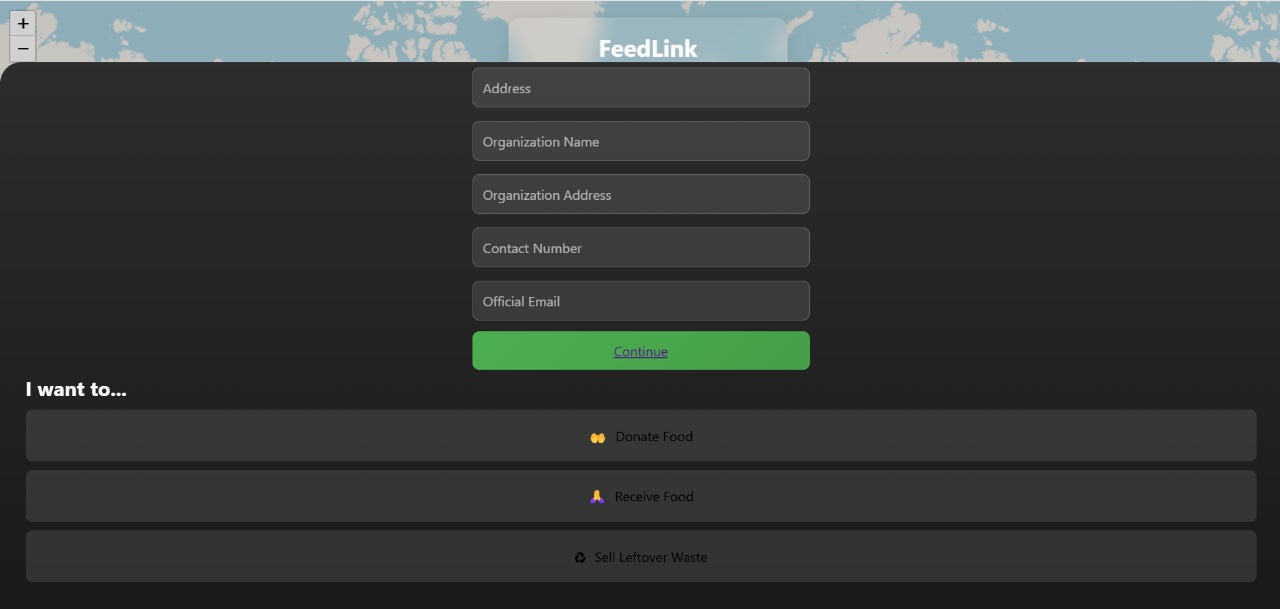 +
−
FeedLink
Address
Organization Name
Organization Address
Contact Number
Official Email
Continue
I want to...
🤲 Donate Food
🙏 Receive Food
♻ Sell Leftover Waste